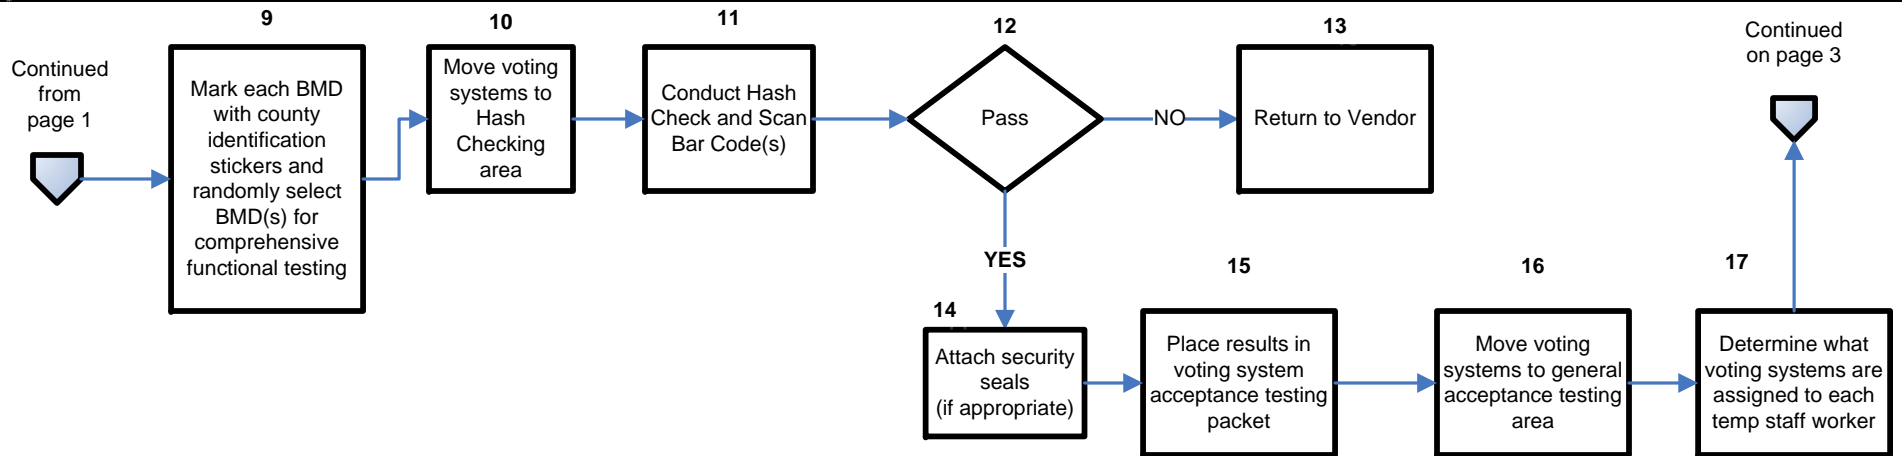 9
10
11
12
13
Continued
from
page 1
Mark each BMD
with county
identification
stickers and
randomly select
BMD(s) for
comprehensive
functional testing
Move voting
systems to
Hash
Checking
area
Conduct Hash
Check and Scan
Bar Code(s)
Pass
NO
Return to Vendor
Continued
on page 3
YES
14
15
16
17
Attach security
seals
(if appropriate)
Place results in
voting system
acceptance testing
packet
Move voting
systems to general
acceptance testing
area
Determine what
voting systems are
assigned to each
temp staff worker